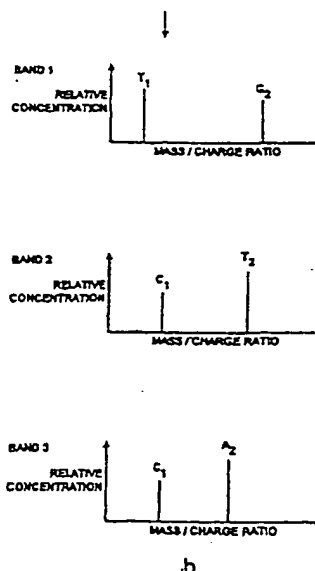 BAND 1
T1
C2
RELATIVE
CONCENTRATION
MASS / CHARGE RATIO
BAND 2
T2
C1
RELATIVE
CONCENTRATION
MASS / CHARGE RATIO
BAND 3
A2
C1
RELATIVE
CONCENTRATION
MASS / CHARGE RATIO
b